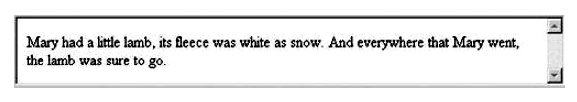 Mary had a little lamb, its fleece was white as snow. And everywhere that Mary went,
the lamb was sure to go.